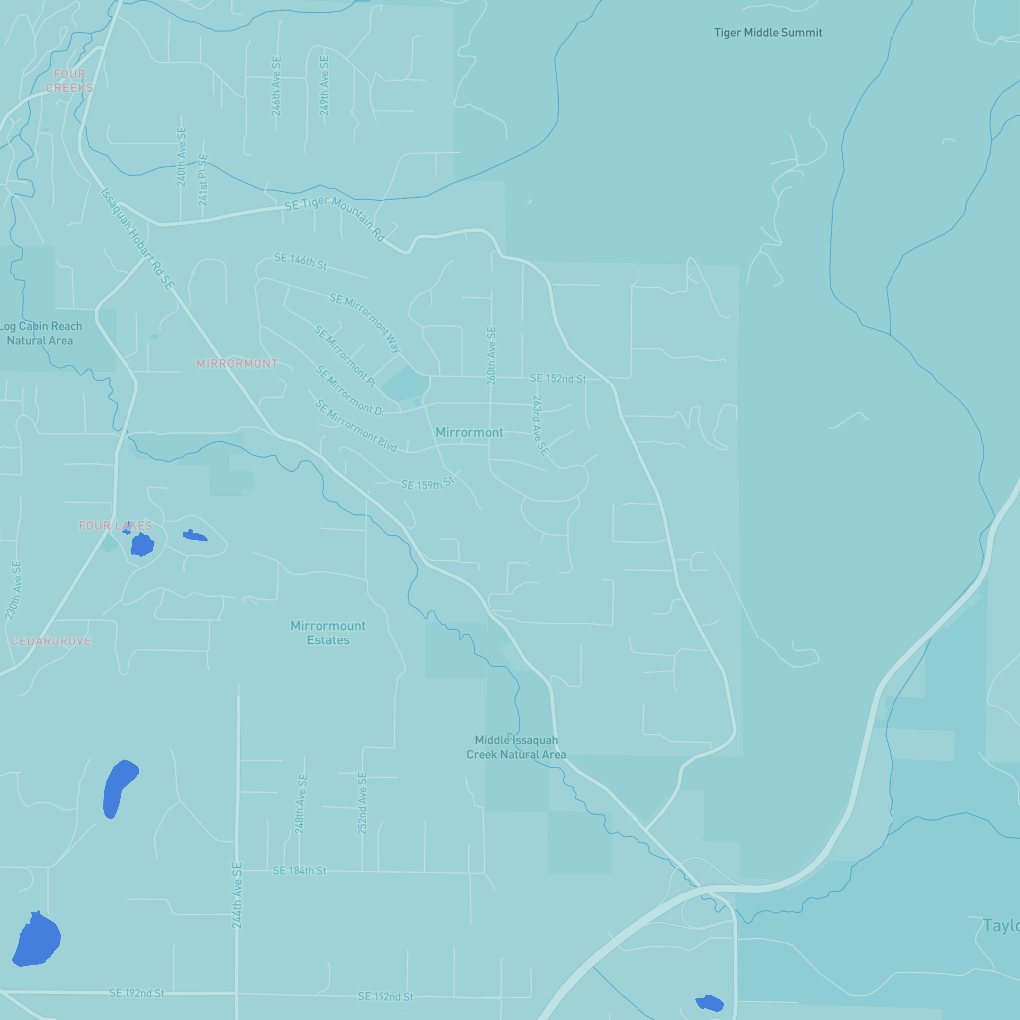 Tiger Middle Summit
FOUR
CREEKS
246th Ave SE
249th Ave SE
240th Ave SE
241st Pl SE
Issaquah Hobart Rd SE
SE Tiger Mountain Rd
SE 146th St
SE Mirrormont Way
Log Cabin Reach
Natural Area
SE Mirrormont Pl
260th Ave SE
MIRRORMONT
SE Mirrormont Dr
SE 152nd St
SE Mirrormont Blvd
263rd Ave SE
Mirrormont
SE 159th St
FOUR LAKES
230th Ave SE
Mirrormount
Estates
CEDARGROVE
Middle Issaquah
Creek Natural Area
248th Ave SE
252nd Ave SE
SE 184th St
244th Ave SE
Taylo
SE 192nd St
SE 192nd St